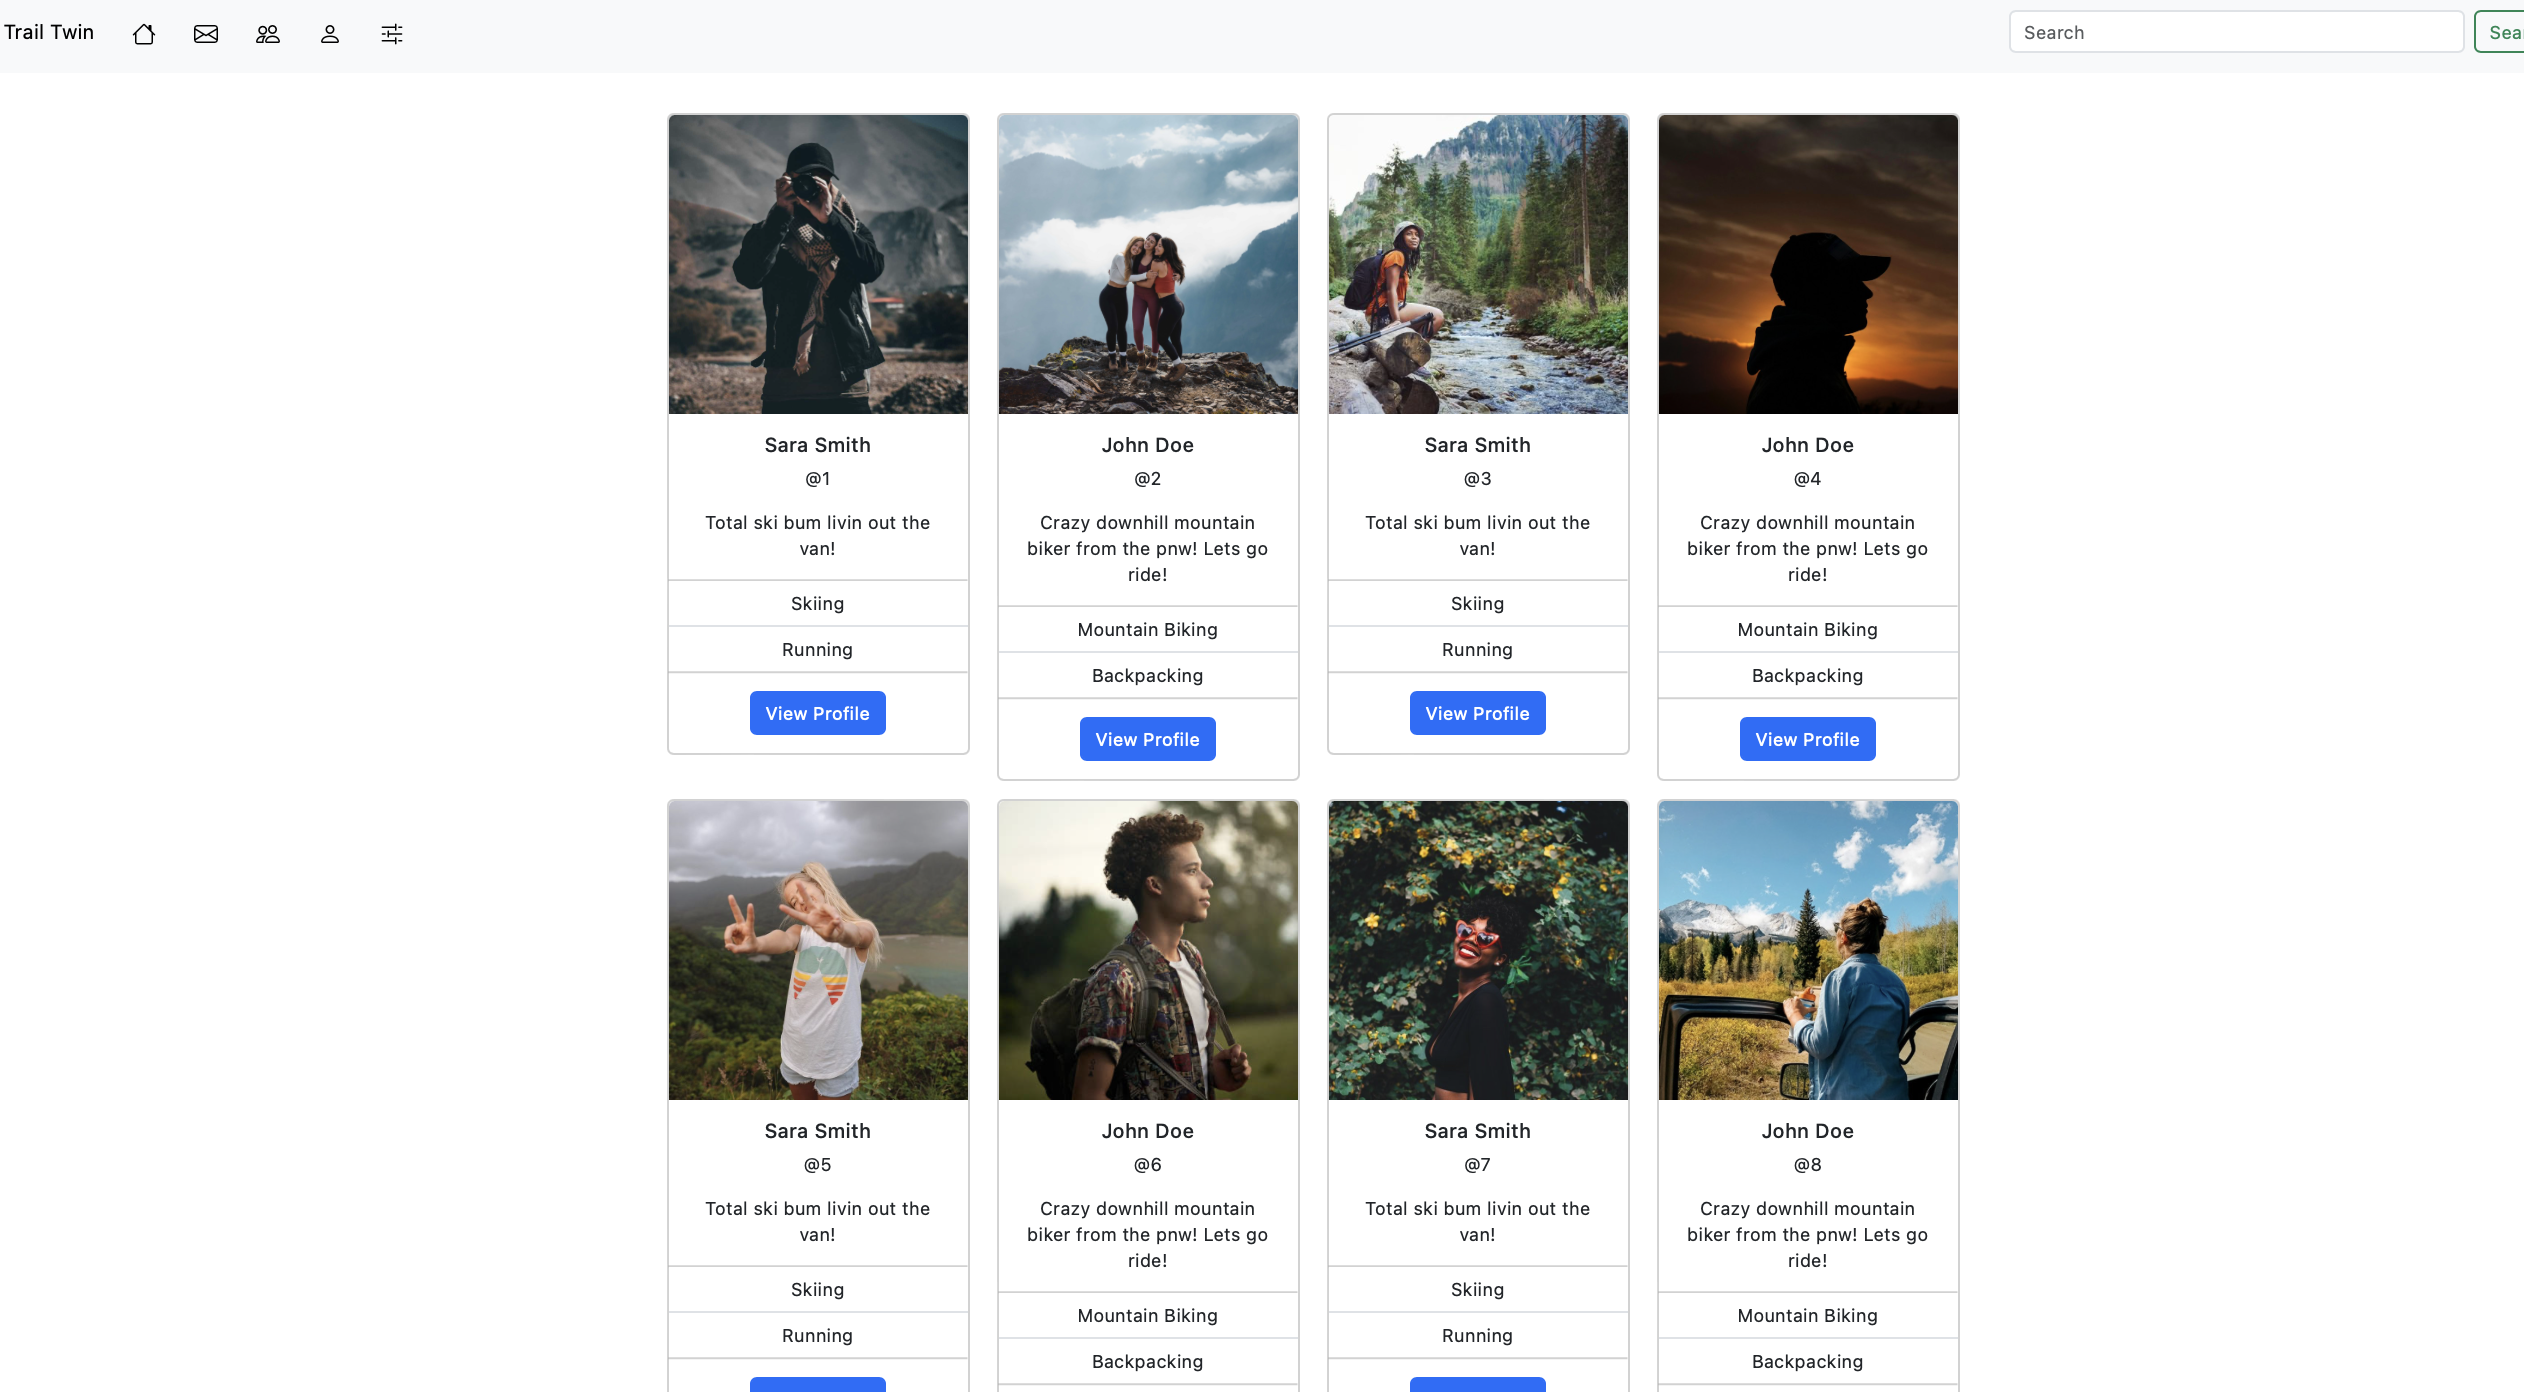 Trail Twin
Search
Sea
Sara Smith
@1
Total ski bum livin out the
van!
Skiing
Running
View Profile
John Doe
@2
Crazy downhill mountain
biker from the pnw! Lets go
ride!
Mountain Biking
Backpacking
View Profile
Sara Smith
@3
Total ski bum livin out the
van!
Skiing
Running
View Profile
John Doe
@4
Crazy downhill mountain
biker from the pnw! Lets go
ride!
Mountain Biking
Backpacking
View Profile
Sara Smith
@5
Total ski bum livin out the
van!
Skiing
Running
John Doe
@6
Crazy downhill mountain
biker from the pnw! Lets go
ride!
Mountain Biking
Backpacking
Sara Smith
@7
Total ski bum livin out the
van!
Skiing
Running
John Doe
@8
Crazy downhill mountain
biker from the pnw! Lets go
ride!
Mountain Biking
Backpacking